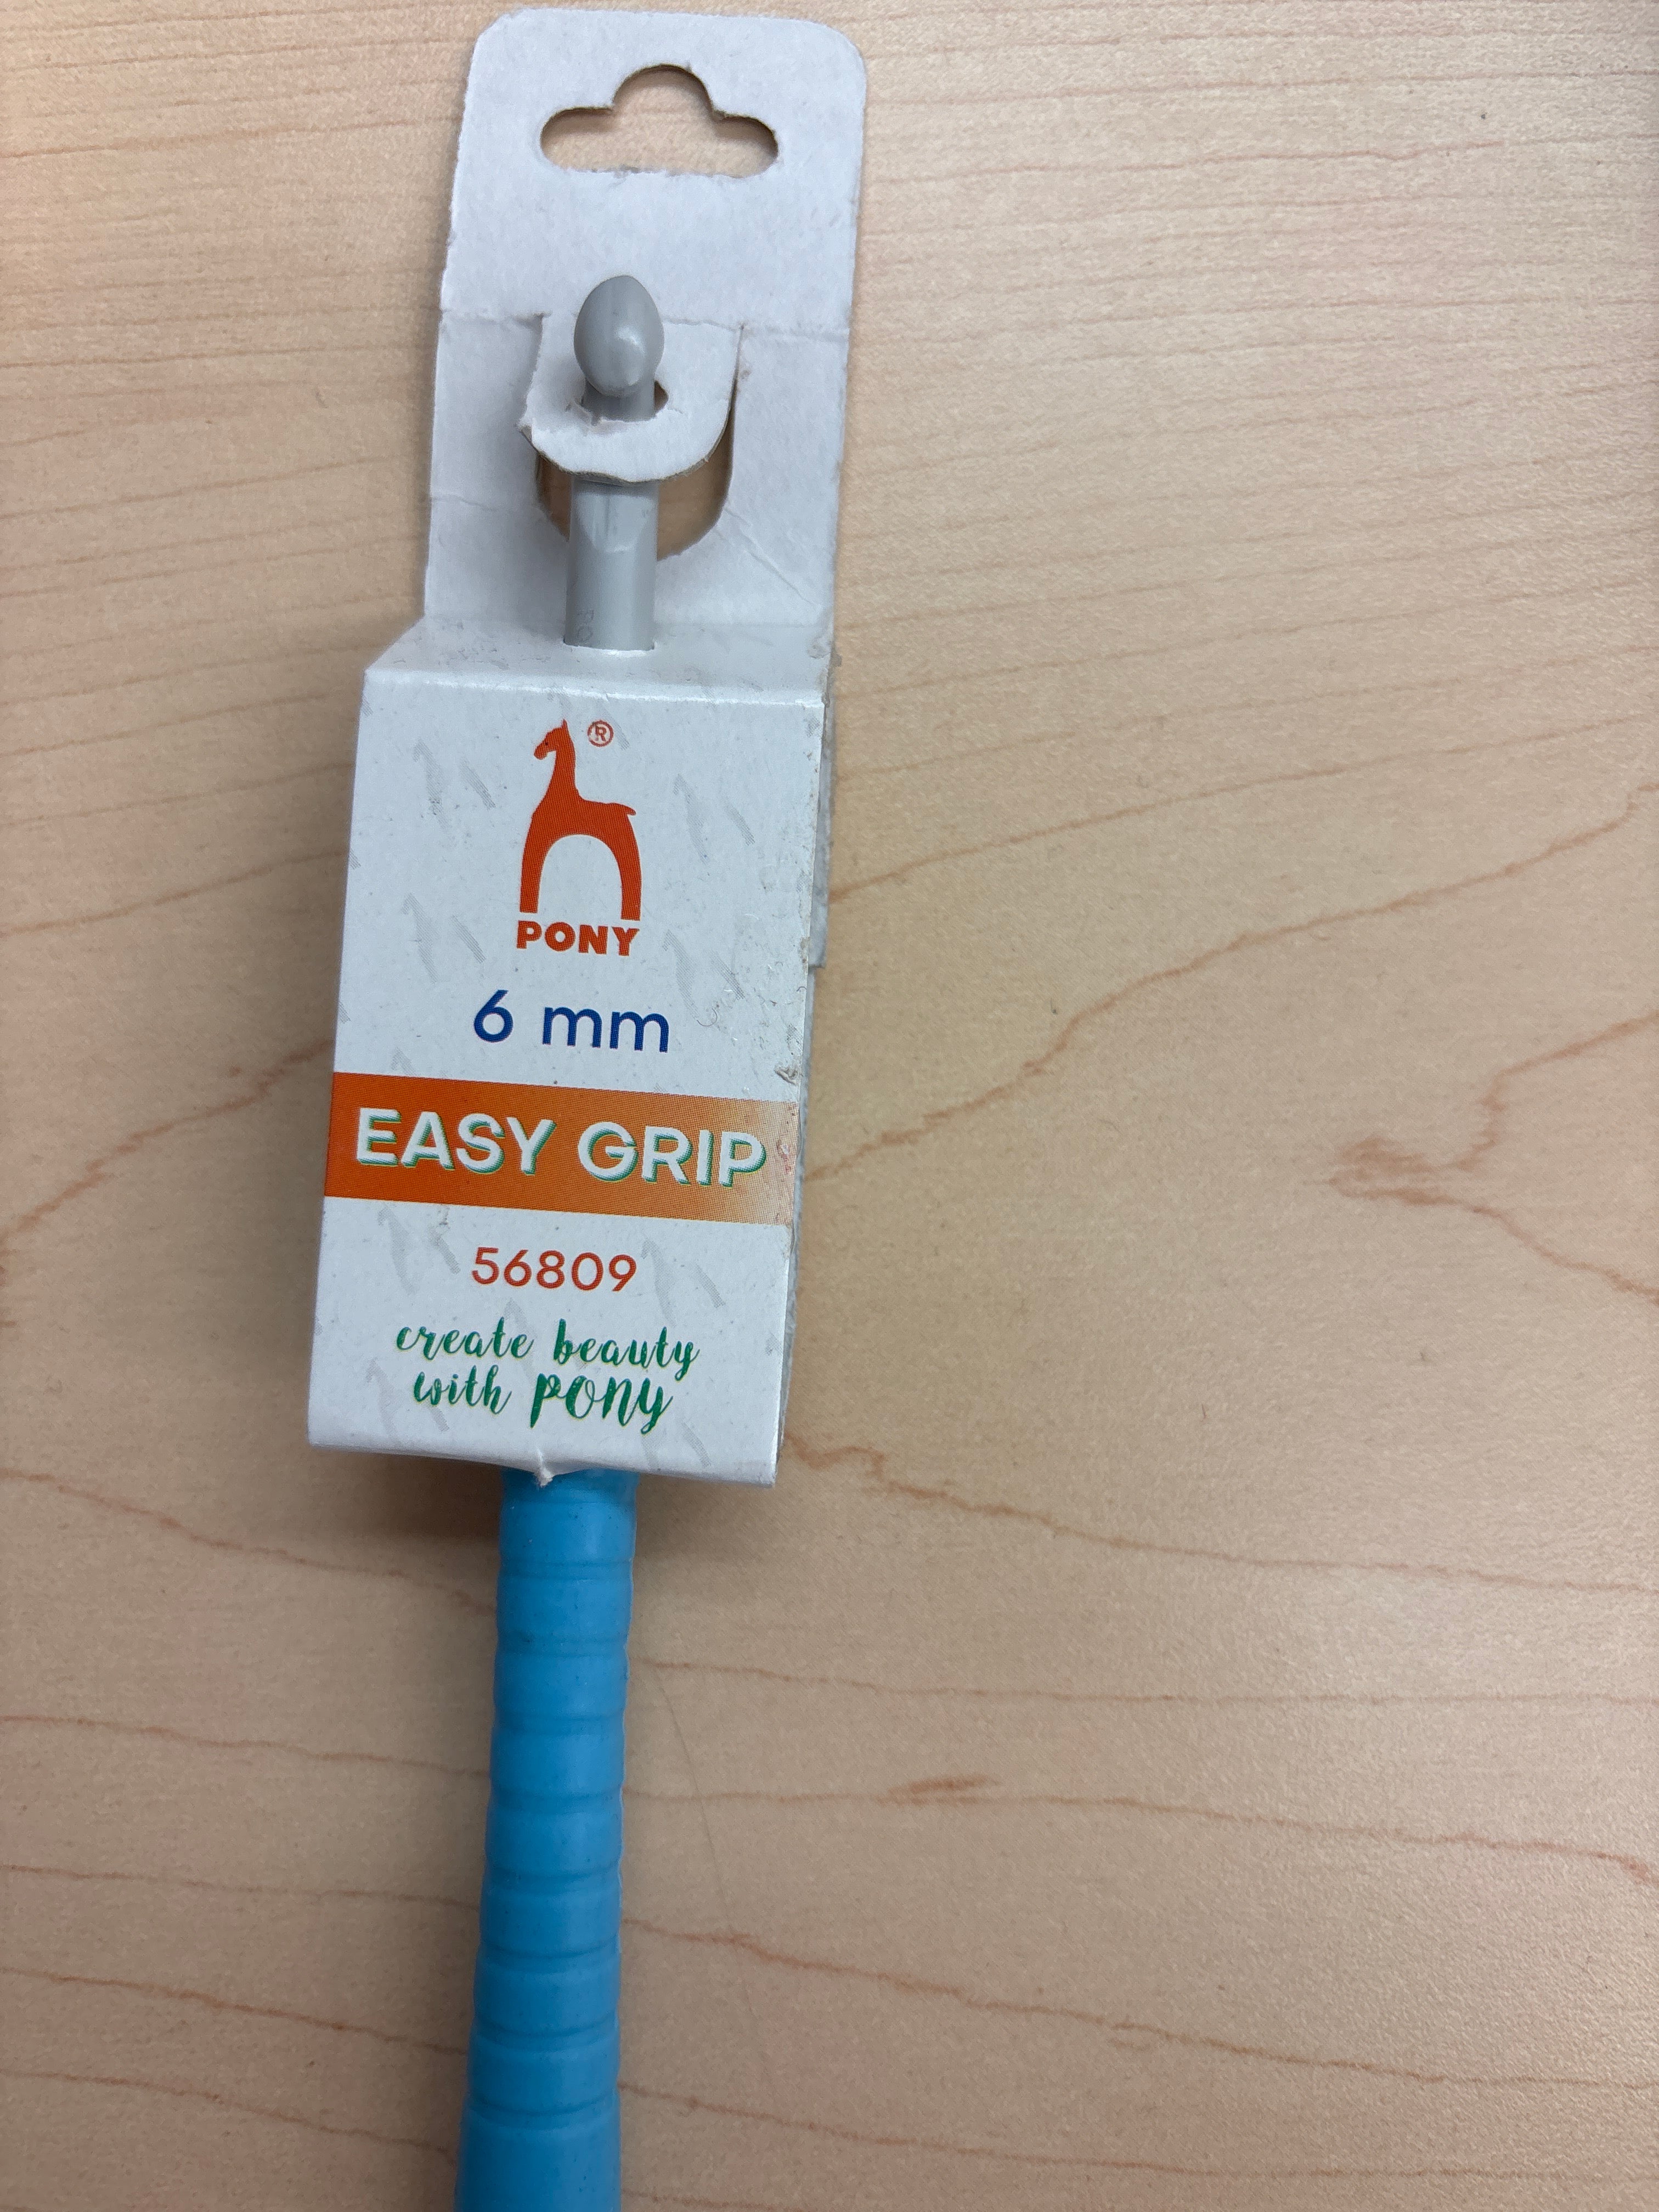 ®
PONY
6 mm
EASY GRIP
56809
create beauty
with PONY